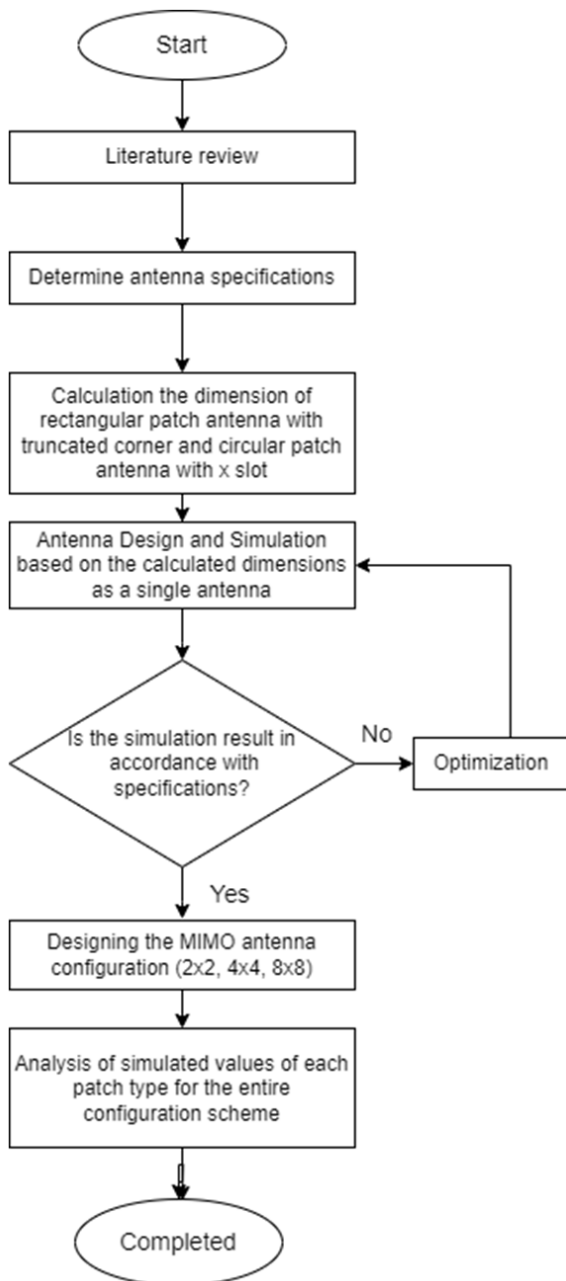 Start
Literature review
Determine antenna specifications
Calculation the dimension of
rectangular patch antenna with
truncated corner and circular patch
antenna with x slot
Antenna Design and Simulation
based on the calculated dimensions
as a single antenna
Is the simulation result in
accordance with
specifications?
No
Optimization
Yes
Designing the MIMO antenna
configuration (2x2, 4x4, 8x8)
Analysis of simulated values of each
patch type for the entire
configuration scheme
Completed